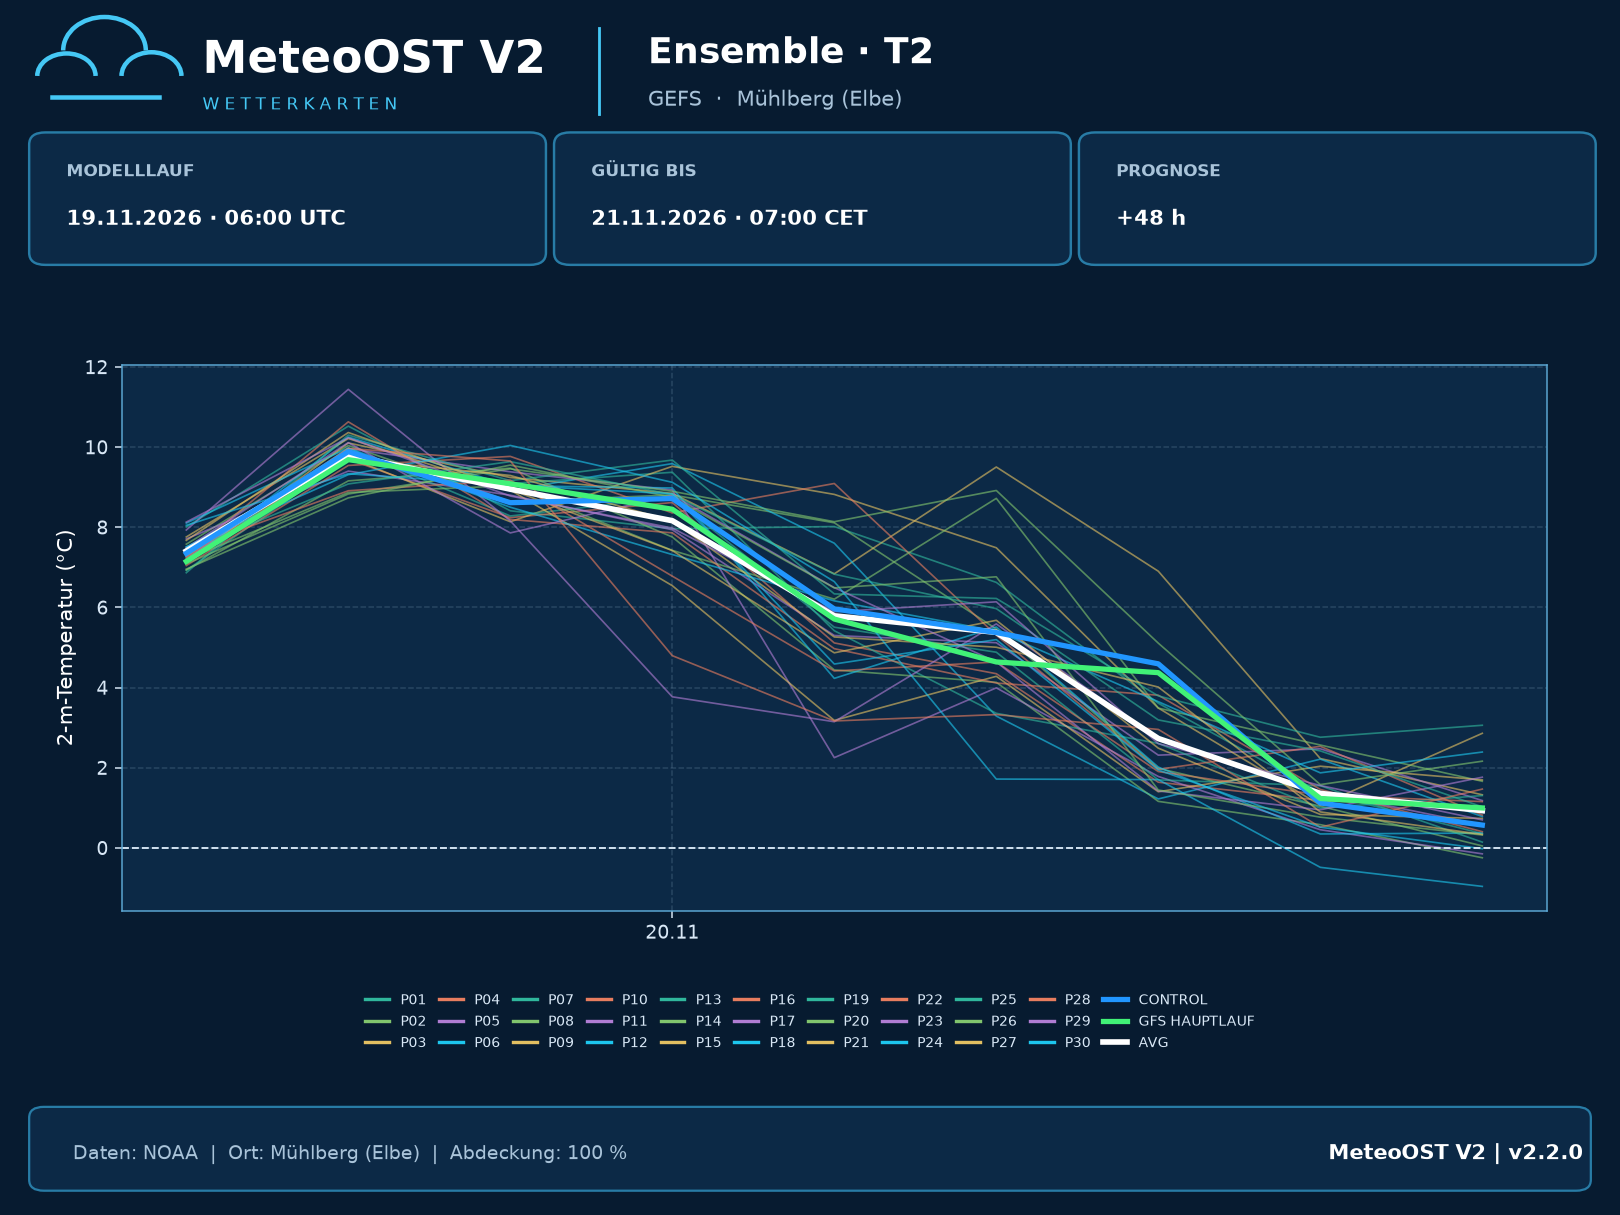 MeteoOST V2
WETTERKARTEN
Ensemble · T2
GEFS · Mühlberg (Elbe)
MODELLLAUF
19.11.2026 · 06:00 UTC
GÜLTIG BIS
21.11.2026 · 07:00 CET
PROGNOSE
+48 h
2-m-Temperatur (°C)
12
10
8
6
4
2
0
20.11
P01 P04 P07 P10 P13 P16 P19 P22 P25 P28 CONTROL
P02 P05 P08 P11 P14 P17 P20 P23 P26 P29 GFS HAUPTLAUF
P03 P06 P09 P12 P15 P18 P21 P24 P27 P30 AVG
Daten: NOAA | Ort: Mühlberg (Elbe) | Abdeckung: 100 %
MeteoOST V2 | v2.2.0